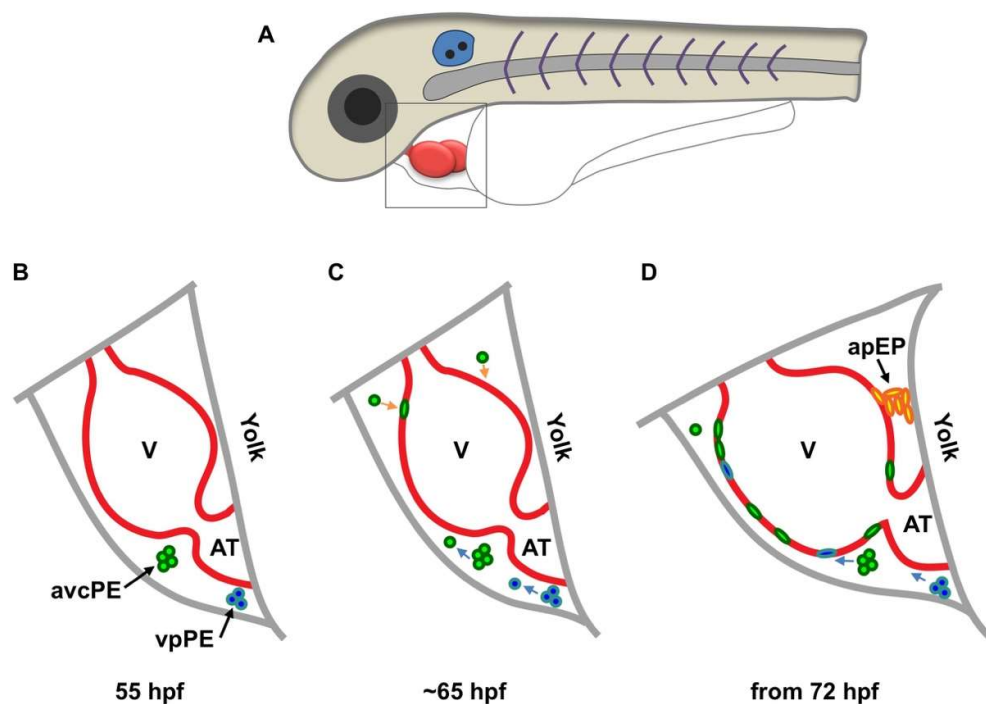 A
B
C
D
apEP
Yolk
Yolk
Yolk
V
V
V
AT
AT
AT
avcPE
vpPE
55 hpf
~65 hpf
from 72 hpf